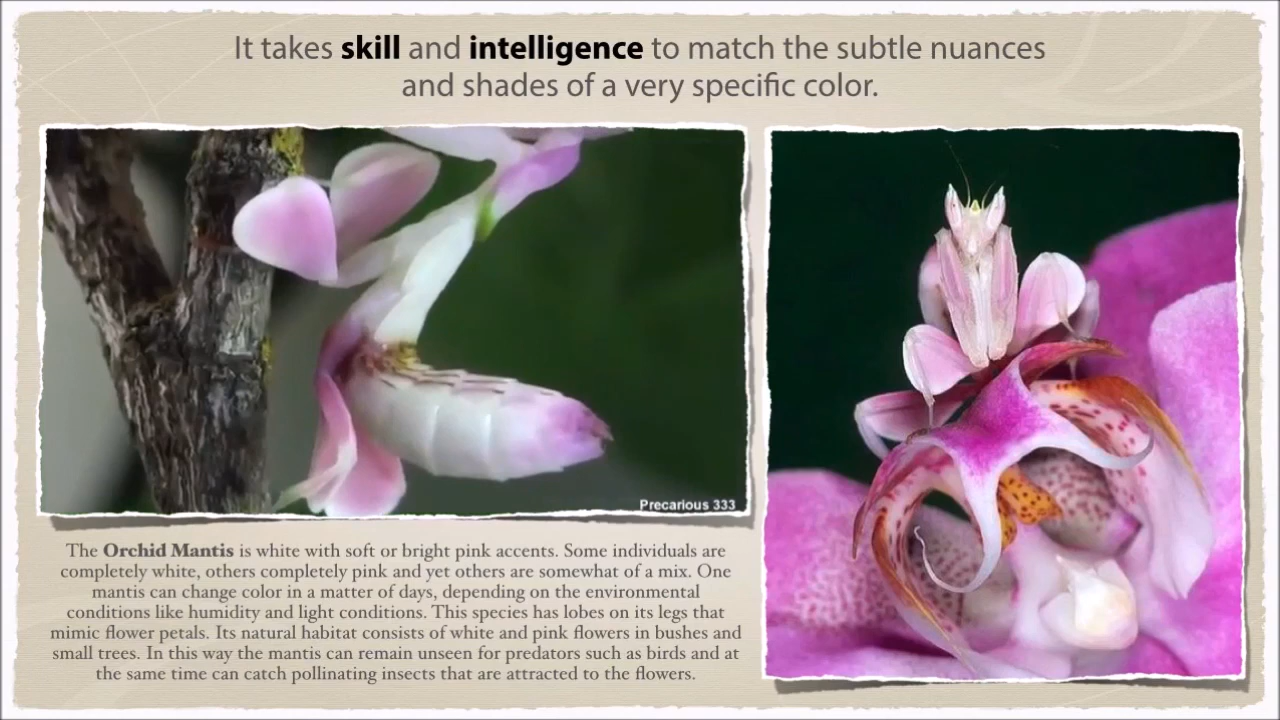 It takes skill and intelligence to match the subtle nuances
and shades of a very specific color.
Precarious 333
The Orchid Mantis is white with soft or bright pink accents. Some individuals are
completely white, others completely pink and yet others are somewhat of a mix. One
mantis can change color in a matter of days, depending on the environmental
conditions like humidity and light conditions. This species has lobes on its legs that
mimic flower petals. Its natural habitat consists of white and pink flowers in bushes and
small trees. In this way the mantis can remain unseen for predators such as birds and at
the same time can catch pollinating insects that are attracted to the flowers.